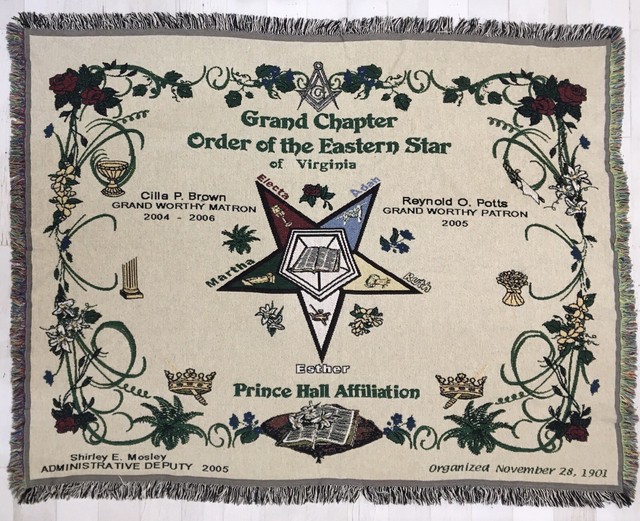 G
Grand Chapter
Order of the Eastern Star
of Virginia
Cille P. Brown
GRAND WORTHY MATRON
2004 - 2006
Reynold O. Potts
GRAND WORTHY PATRON
2005
Electa
Adah
Martha
Ruth
Esther
Prince Hall Affiliation
Shirley E. Mosley
ADMINISTRATIVE DEPUTY 2005
Organized November 28, 1901